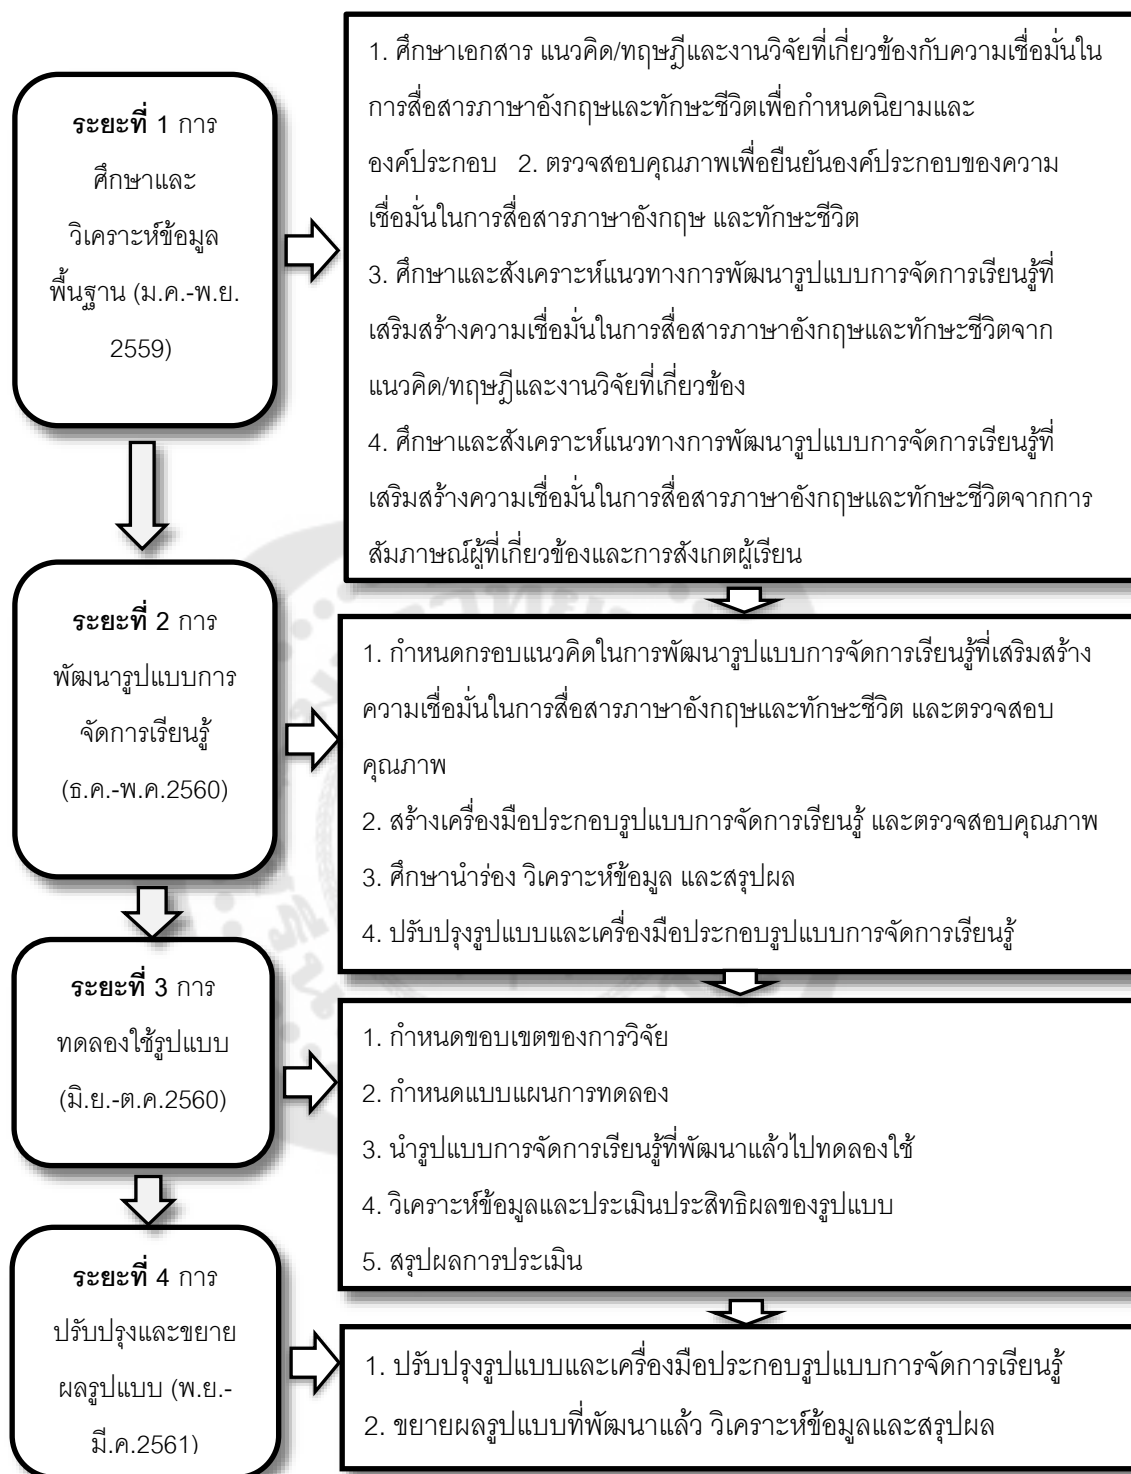 ระยะที่ 1 การ
ศึกษาและ
วิเคราะห์ข้อมูล
พื้นฐาน (ม.ค.-พ.ย.
2559)
1. ศึกษาเอกสาร แนวคิด/ทฤษฎีและงานวิจัยที่เกี่ยวข้องกับความเชื่อมั่นใน
การสื่อสารภาษาอังกฤษและทักษะชีวิตเพื่อกำหนดนิยามและ
องค์ประกอบ 2. ตรวจสอบคุณภาพเพื่อยืนยันองค์ประกอบของความ
เชื่อมั่นในการสื่อสารภาษาอังกฤษ และทักษะชีวิต
3. ศึกษาและสังเคราะห์แนวทางการพัฒนารูปแบบการจัดการเรียนรู้ที่
เสริมสร้างความเชื่อมั่นในการสื่อสารภาษาอังกฤษและทักษะชีวิตจาก
แนวคิด/ทฤษฎีและงานวิจัยที่เกี่ยวข้อง
4. ศึกษาและสังเคราะห์แนวทางการพัฒนารูปแบบการจัดการเรียนรู้ที่
เสริมสร้างความเชื่อมั่นในการสื่อสารภาษาอังกฤษและทักษะชีวิตจากการ
สัมภาษณ์ผู้ที่เกี่ยวข้องและการสังเกตผู้เรียน
ระยะที่ 2 การ
พัฒนารูปแบบการ
จัดการเรียนรู้
(ธ.ค.-พ.ค.2560)
1. กำหนดกรอบแนวคิดในการพัฒนารูปแบบการจัดการเรียนรู้ที่เสริมสร้าง
ความเชื่อมั่นในการสื่อสารภาษาอังกฤษและทักษะชีวิต และตรวจสอบ
คุณภาพ
2. สร้างเครื่องมือประกอบรูปแบบการจัดการเรียนรู้ และตรวจสอบคุณภาพ
3. ศึกษานำร่อง วิเคราะห์ข้อมูล และสรุปผล
4. ปรับปรุงรูปแบบและเครื่องมือประกอบรูปแบบการจัดการเรียนรู้
ระยะที่ 3 การ
ทดลองใช้รูปแบบ
(มิ.ย.-ต.ค.2560)
1. กำหนดขอบเขตของการวิจัย
2. กำหนดแบบแผนการทดลอง
3. นำรูปแบบการจัดการเรียนรู้ที่พัฒนาแล้วไปทดลองใช้
4. วิเคราะห์ข้อมูลและประเมินประสิทธิผลของรูปแบบ
5. สรุปผลการประเมิน
ระยะที่ 4 การ
ปรับปรุงและขยาย
ผลรูปแบบ (พ.ย.-
มี.ค.2561)
1. ปรับปรุงรูปแบบและเครื่องมือประกอบรูปแบบการจัดการเรียนรู้
2. ขยายผลรูปแบบที่พัฒนาแล้ว วิเคราะห์ข้อมูลและสรุปผล